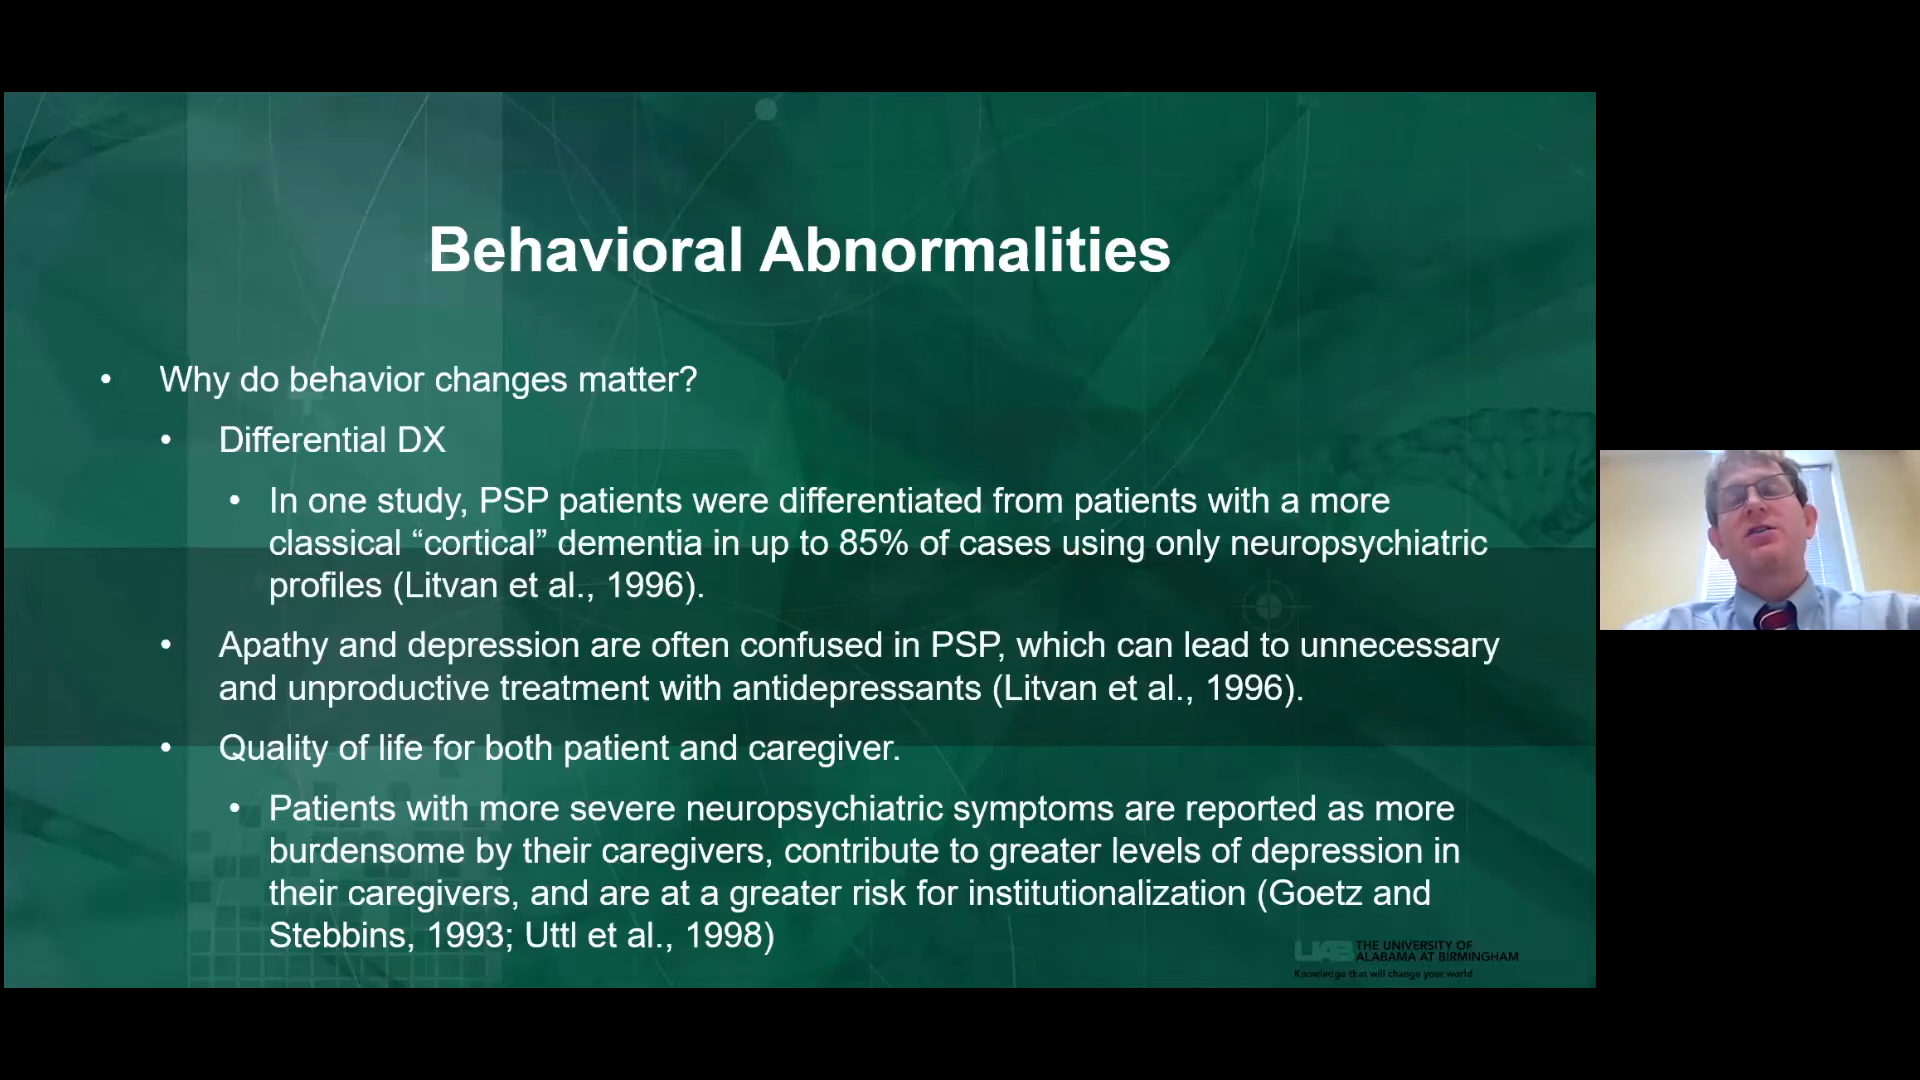 Behavioral Abnormalities
• Why do behavior changes matter?
• Differential DX
• In one study, PSP patients were differentiated from patients with a more
classical “cortical” dementia in up to 85% of cases using only neuropsychiatric
profiles (Litvan et al., 1996).
• Apathy and depression are often confused in PSP, which can lead to unnecessary
and unproductive treatment with antidepressants (Litvan et al., 1996).
• Quality of life for both patient and caregiver.
• Patients with more severe neuropsychiatric symptoms are reported as more
burdensome by their caregivers, contribute to greater levels of depression in
their caregivers, and are at a greater risk for institutionalization (Goetz and
Stebbins, 1993; Uttl et al., 1998)
UAB THE UNIVERSITY OF
ALABAMA AT BIRMINGHAM
Knowledge that will change your world